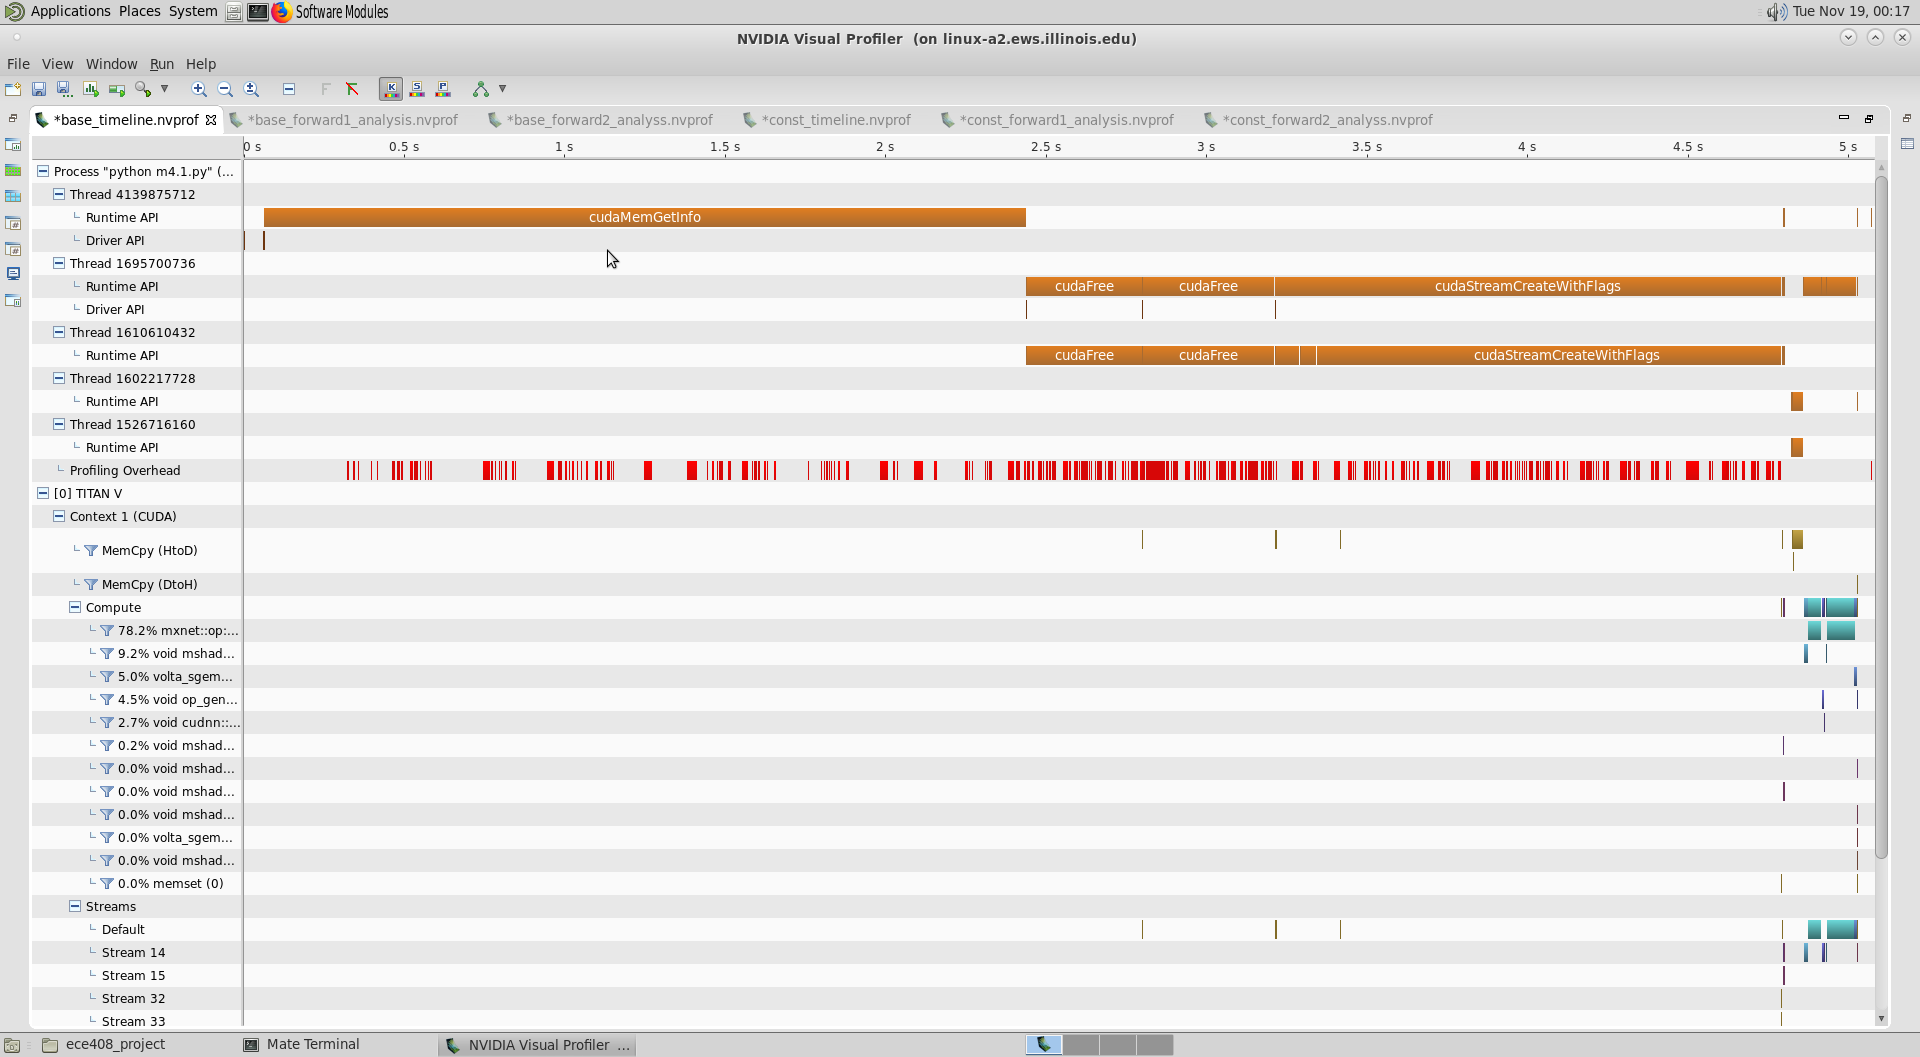 Applications Places System Software Modules Tue Nov 19, 00:17
NVIDIA Visual Profiler (on linux-a2.ews.illinois.edu)
File View Window Run Help
*base_timeline.nvprof *base_forward1_analysis.nvprof *base_forward2_analyss.nvprof *const_timeline.nvprof *const_forward1_analysis.nvprof *const_forward2_analyss.nvprof
0 s 0.5 s 1 s 1.5 s 2 s 2.5 s 3 s 3.5 s 4 s 4.5 s 5 s
Process "python m4.1.py" (...
Thread 4139875712
Runtime API cudaMemGetInfo
Driver API
Thread 1695700736
Runtime API cudaFree cudaFree cudaStreamCreateWithFlags
Driver API
Thread 1610610432
Runtime API cudaFree cudaFree cudaStreamCreateWithFlags
Thread 1602217728
Runtime API
Thread 1526716160
Runtime API
Profiling Overhead
[0] TITAN V
Context 1 (CUDA)
MemCpy (HtoD)
MemCpy (DtoH)
Compute
78.2% mxnet::op:...
9.2% void mshad...
5.0% volta_sgem...
4.5% void op_gen...
2.7% void cudnn::...
0.2% void mshad...
0.0% void mshad...
0.0% void mshad...
0.0% void mshad...
0.0% volta_sgem...
0.0% void mshad...
0.0% memset (0)
Streams
Default
Stream 14
Stream 15
Stream 32
Stream 33
ece408_project Mate Terminal NVIDIA Visual Profiler ...